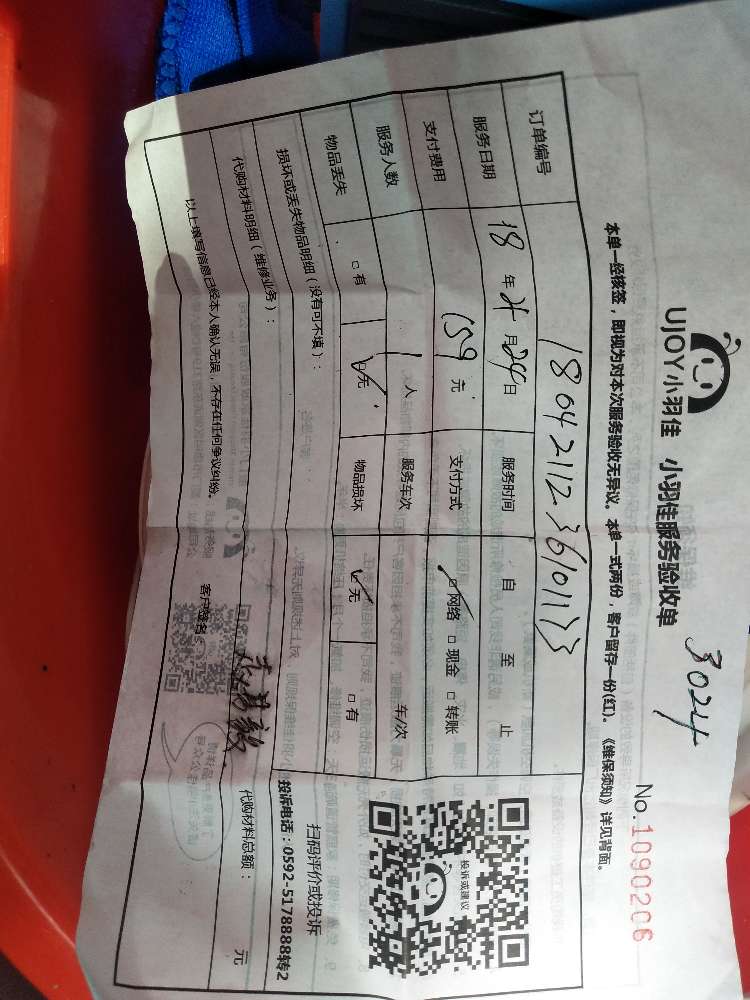 3024
UJOY小羽佳 小羽佳服务验收单
No.1090206
本单一经核签，即视为对本次服务验收无异议。本单一式两份，客户留存一份(红)。《维保须知》详见背面。
订单编号 1804211236101123
服务日期 18 年 4 月 24 日 服务时间 自 至 止
支付费用 159 元 支付方式 ☑网络 □现金 □转账
服务人数 1 人 服务车次 车/次
物品丢失 □有 ☑无 物品损坏 ☑无 □有
损坏或丢失物品明细（没有可不填）：
代购材料明细（维修业务）： 代购材料总额： 元
以上填写信息已经本人确认无误，不存在任何争议纠纷。 客户签名
投诉或建议
扫码评价或投诉
投诉电话：0592-5178888转2